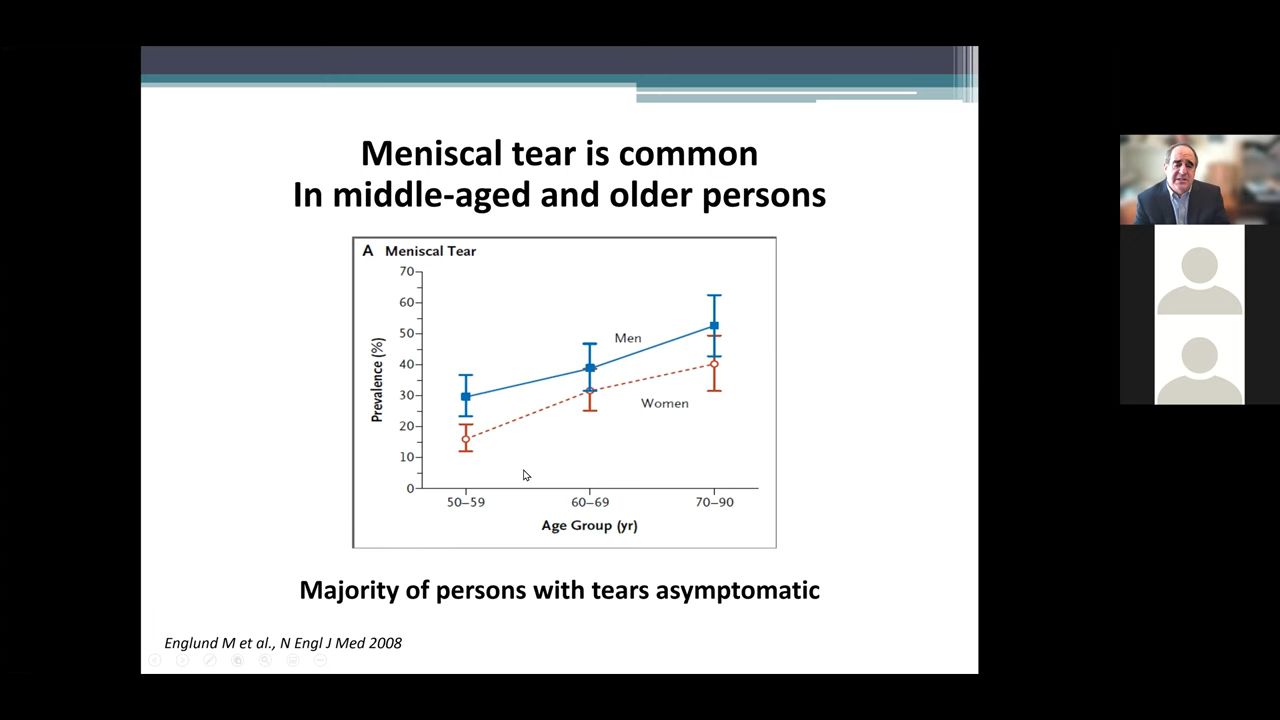 Meniscal tear is common
In middle-aged and older persons
A Meniscal Tear
70
60
50
40
30
20
10
0
Prevalence (%)
Men
Women
50–59 60–69 70–90
Age Group (yr)
Majority of persons with tears asymptomatic
Englund M et al., N Engl J Med 2008